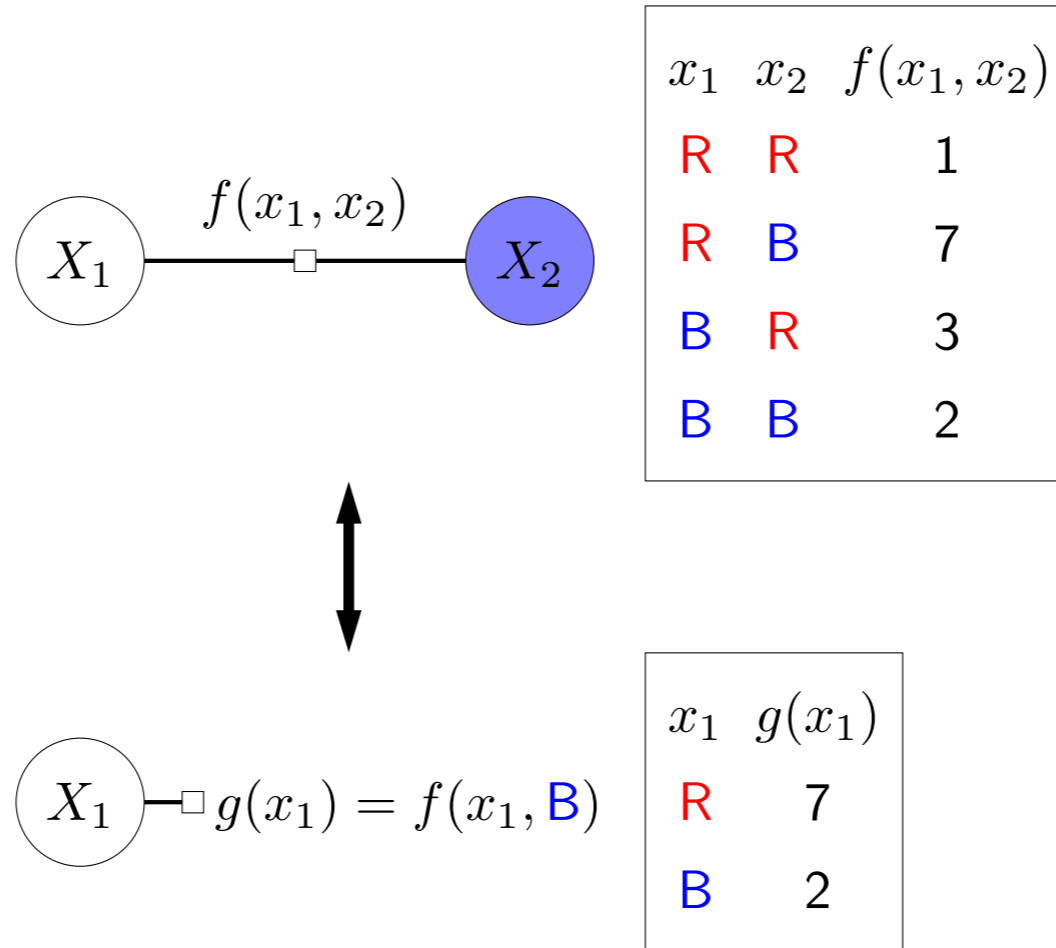 f(x₁, x₂)
X₁ X₂
x₁ x₂ f(x₁, x₂)
R R 1
R B 7
B R 3
B B 2
X₁ g(x₁) = f(x₁, B)
x₁ g(x₁)
R 7
B 2